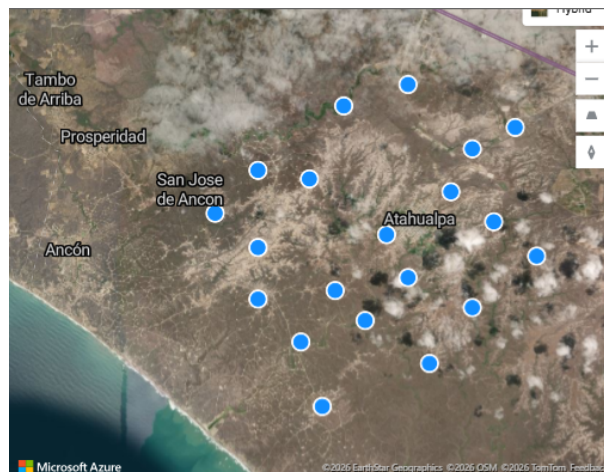 Hybrid
Tambo
de Arriba
Prosperidad
San Jose
de Ancon
Atahualpa
Ancón
Microsoft Azure
©2026 EarthStar Geographics ©2026 OSM ©2026 TomTom Feedback